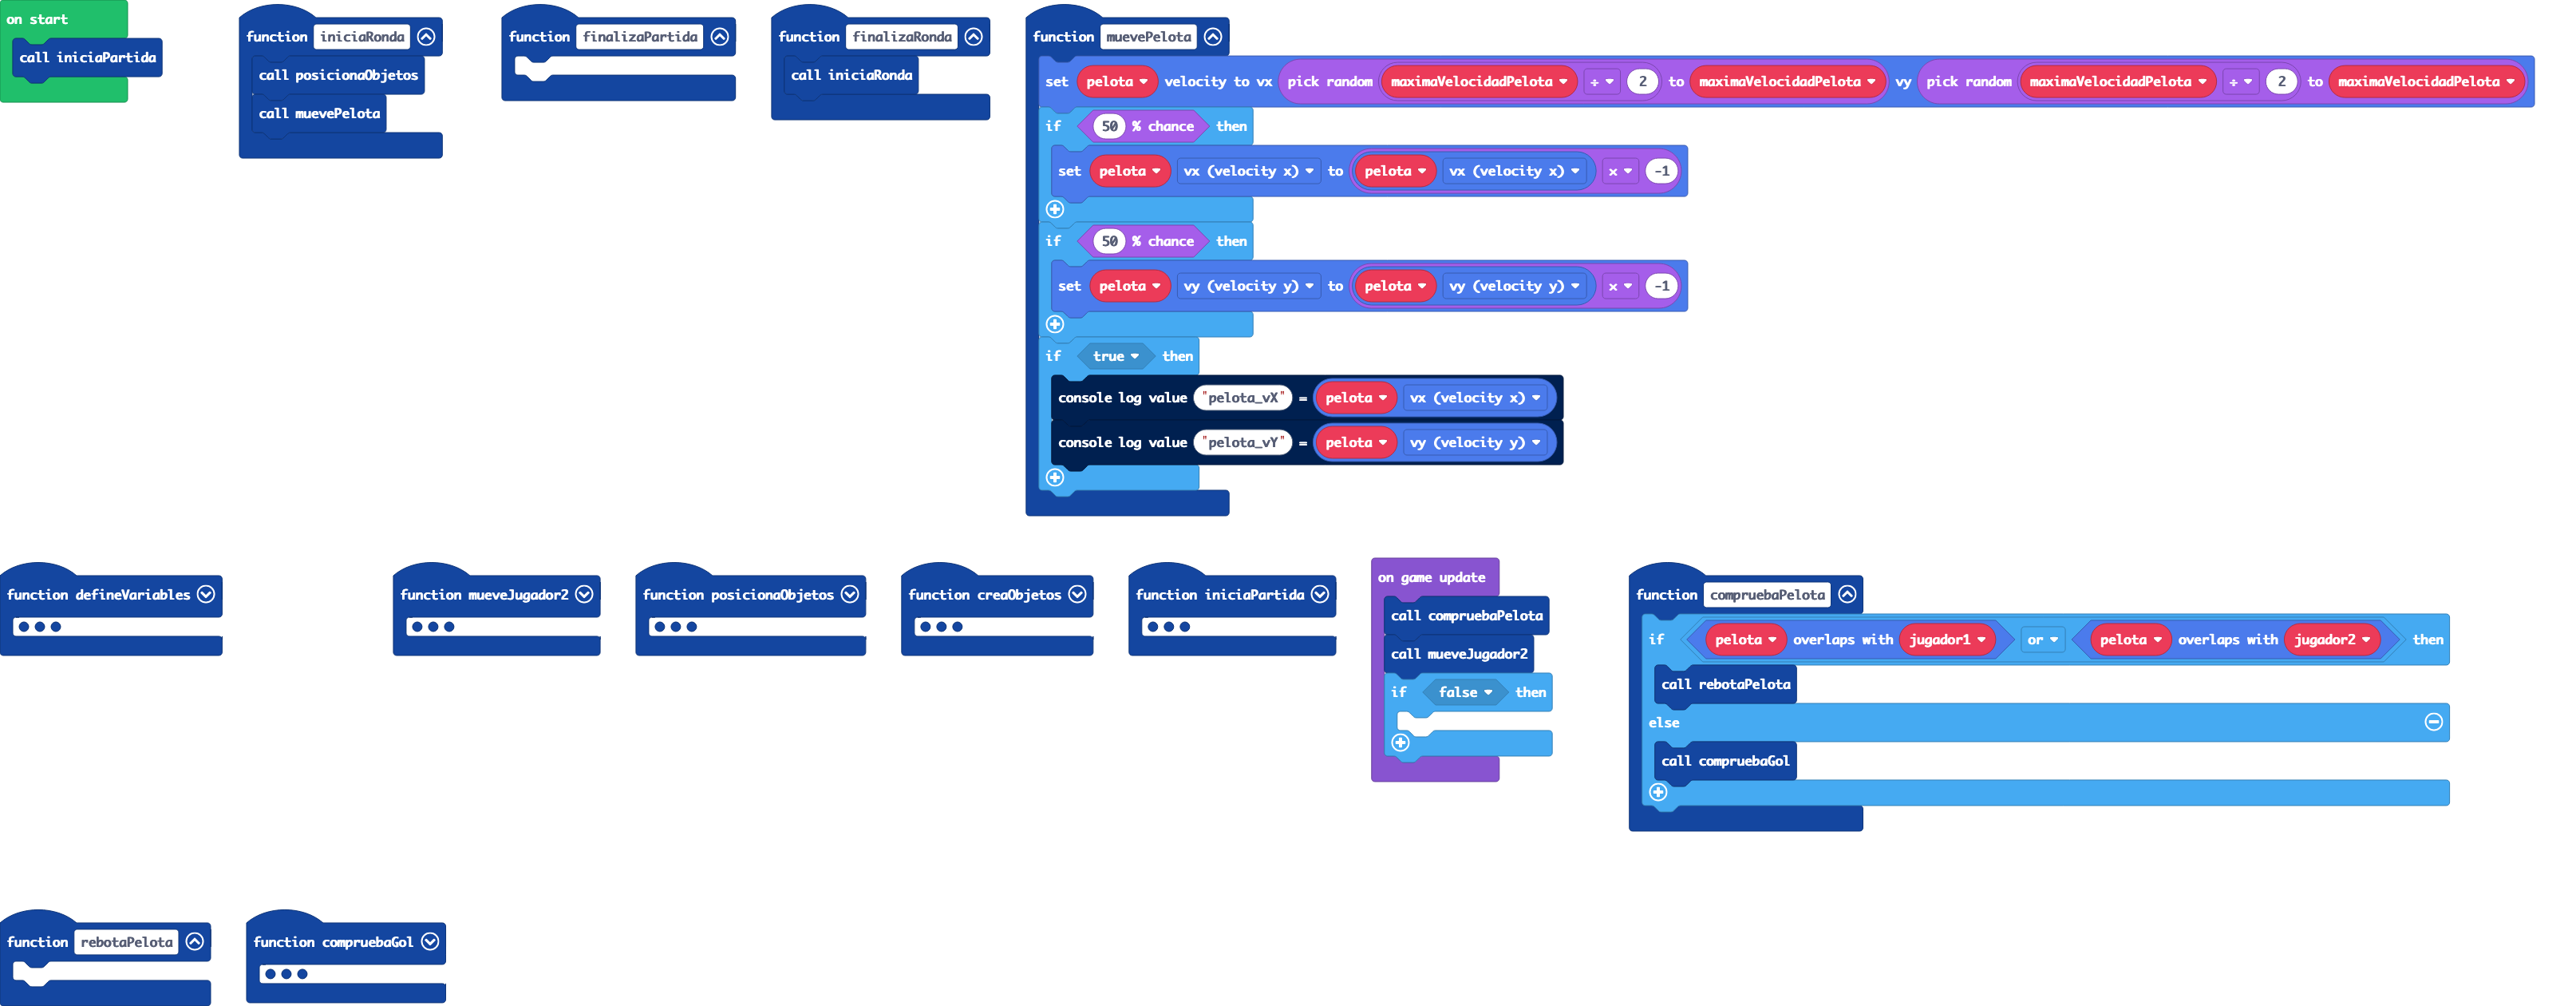 on start
call iniciaPartida
function iniciaRonda
call posicionaObjetos
call muevePelota
function finalizaPartida
function finalizaRonda
call iniciaRonda
function muevePelota
set pelota velocity to vx pick random maximaVelocidadPelota ÷ 2 to maximaVelocidadPelota vy pick random maximaVelocidadPelota ÷ 2 to maximaVelocidadPelota
if 50 % chance then
set pelota vx (velocity x) to pelota vx (velocity x) x -1
if 50 % chance then
set pelota vy (velocity y) to pelota vy (velocity y) x -1
if true then
console log value "pelota_vX" = pelota vx (velocity x)
console log value "pelota_vY" = pelota vy (velocity y)
function defineVariables
function mueveJugador2
function posicionaObjetos
function creaObjetos
function iniciaPartida
on game update
call compruebaPelota
call mueveJugador2
if false then
function compruebaPelota
if pelota overlaps with jugador1 or pelota overlaps with jugador2 then
call rebotaPelota
else
call compruebaGol
function rebotaPelota
function compruebaGol